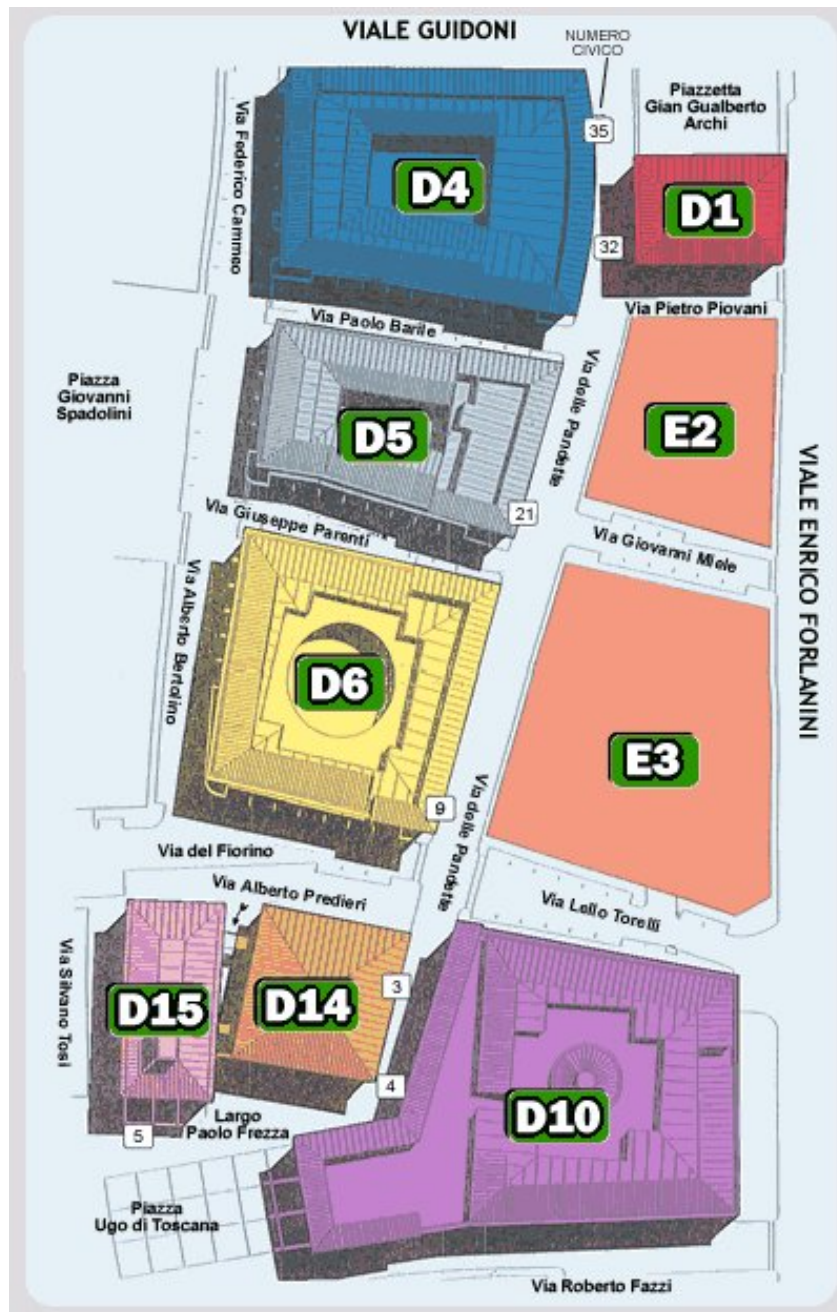 VIALE GUIDONI
NUMERO
CIVICO
Piazzetta
Gian Gualberto
Archi
35
Via Federico Cammeo
D4
D1
32
Via Pietro Piovani
Via Paolo Barile
Piazza
Giovanni
Spadolini
Via delle Pandette
D5
E2
VIALE ENRICO FORLANINI
21
Via Giuseppe Parenti
Via Giovanni Miele
Via Alberto Bertolino
D6
E3
9
Via delle Pandette
Via del Fiorino
Via Alberto Predieri
Via Lello Torelli
Via Silvano Tosi
D15
D14
3
4
D10
Largo
Paolo Frezza
5
Piazza
Ugo di Toscana
Via Roberto Fazzi